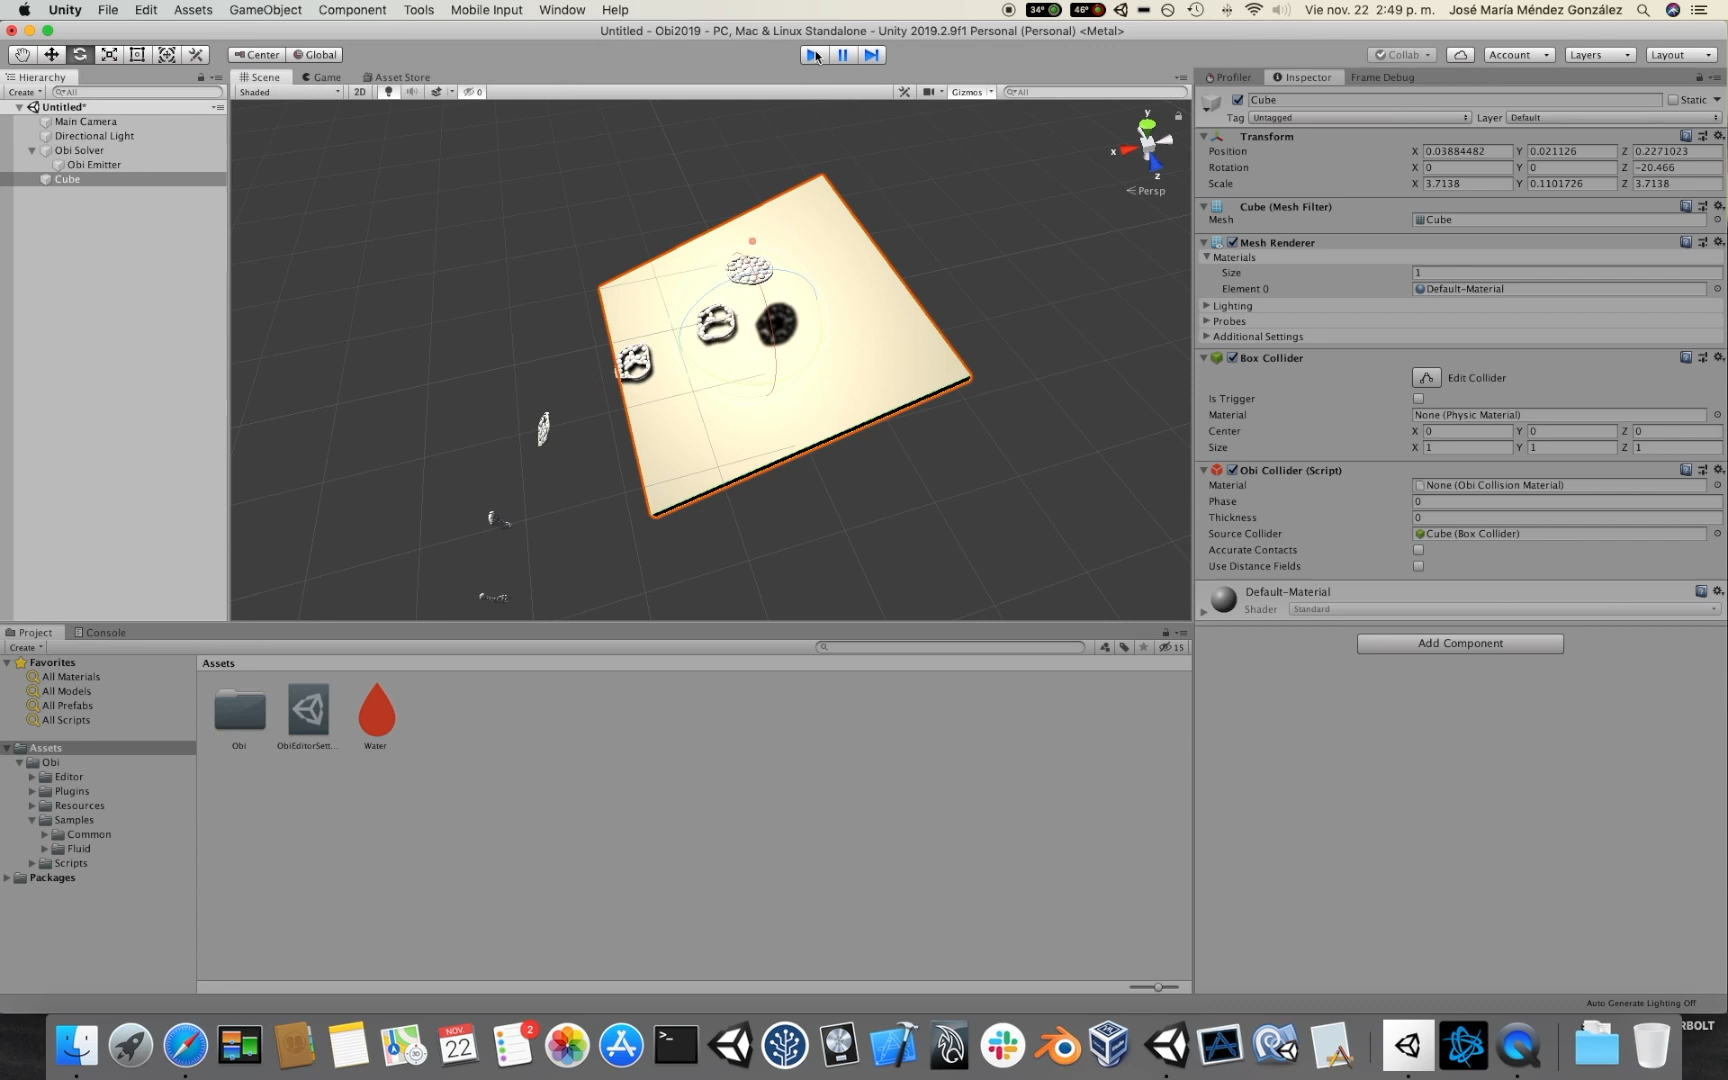 Unity File Edit Assets GameObject Component Tools Mobile Input Window Help 34° 46° Vie nov. 22 2:49 p. m. José María Méndez González
Untitled - Obi2019 - PC, Mac & Linux Standalone - Unity 2019.2.9f1 Personal (Personal) <Metal>
Center Global Collab Account Layers Layout
Hierarchy Scene Game Asset Store Profiler Inspector Frame Debug
Create All Shaded 2D 0 Gizmos All
Untitled*
Main Camera
Directional Light
Obi Solver
Obi Emitter
Cube
y
x
z
Persp
Cube Static
Tag Untagged Layer Default
Transform
Position X 0.03884482 Y 0.021126 Z 0.2271023
Rotation X 0 Y 0 Z -20.466
Scale X 3.7138 Y 0.1101726 Z 3.7138
Cube (Mesh Filter)
Mesh Cube
Mesh Renderer
Materials
Size 1
Element 0 Default-Material
Lighting
Probes
Additional Settings
Box Collider
Edit Collider
Is Trigger
Material None (Physic Material)
Center X 0 Y 0 Z 0
Size X 1 Y 1 Z 1
Obi Collider (Script)
Material None (Obi Collision Material)
Phase 0
Thickness 0
Source Collider Cube (Box Collider)
Accurate Contacts
Use Distance Fields
Default-Material
Shader Standard
Add Component
Project Console
Create 15
Favorites
All Materials
All Models
All Prefabs
All Scripts
Assets
Obi
Editor
Plugins
Resources
Samples
Common
Fluid
Scripts
Packages
Assets
Obi ObiEditorSett... Water
Auto Generate Lighting Off
NOV.
22
2
RBOLT